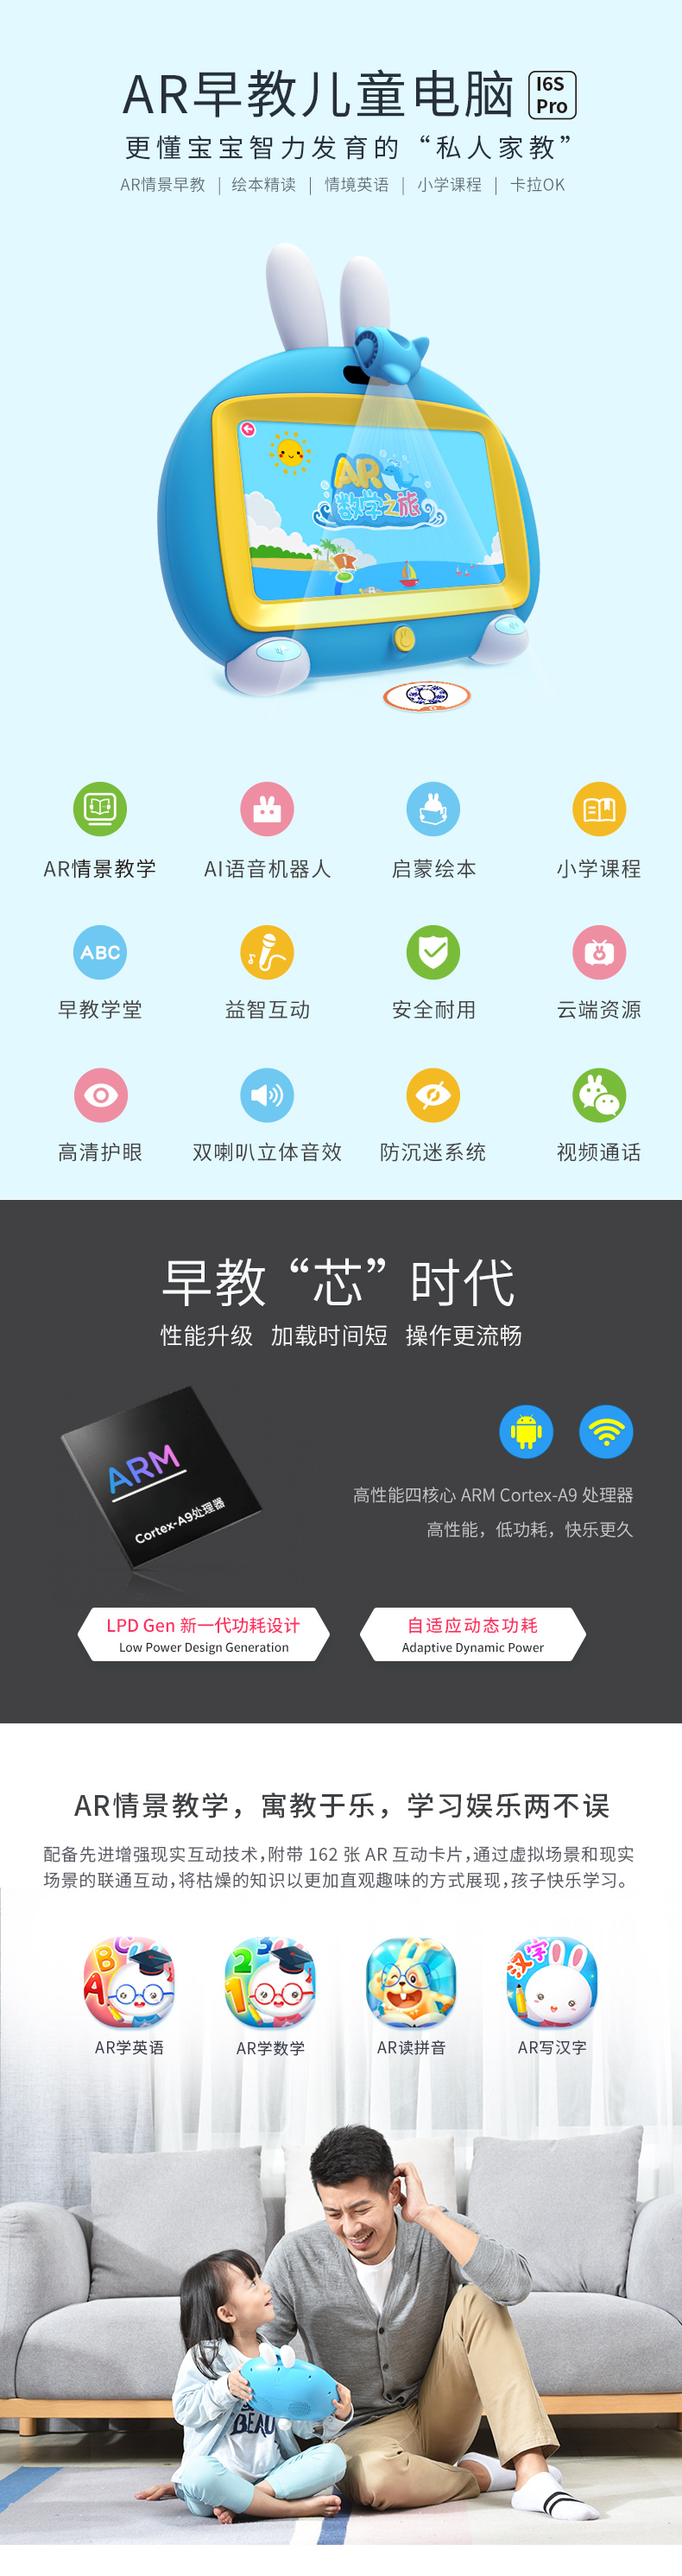 AR早教儿童电脑 I6S Pro
更懂宝宝智力发育的“私人家教”
AR情景早教 | 绘本精读 | 情境英语 | 小学课程 | 卡拉OK
AR
数学之旅
1
AR情景教学 AI语音机器人 启蒙绘本 小学课程
ABC
早教学堂 益智互动 安全耐用 云端资源
高清护眼 双喇叭立体音效 防沉迷系统 视频通话
早教“芯”时代
性能升级 加载时间短 操作更流畅
ARM
Cortex-A9处理器
高性能四核心 ARM Cortex-A9 处理器
高性能，低功耗，快乐更久
LPD Gen 新一代功耗设计
Low Power Design Generation
自适应动态功耗
Adaptive Dynamic Power
AR情景教学，寓教于乐，学习娱乐两不误
配备先进增强现实互动技术，附带 162 张 AR 互动卡片，通过虚拟场景和现实
场景的联通互动，将枯燥的知识以更加直观趣味的方式展现，孩子快乐学习。
A B C
1 2 3
汉字
AR学英语 AR学数学 AR读拼音 AR写汉字
BEAU